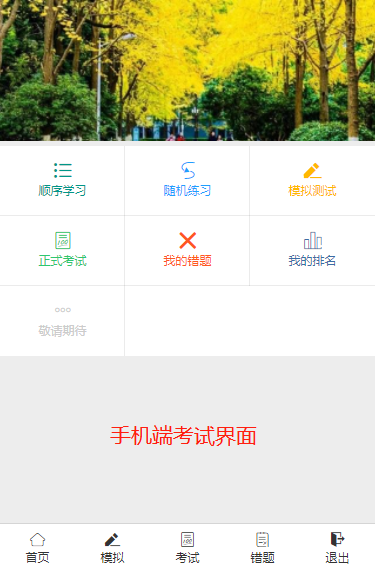 顺序学习 随机练习 模拟测试
正式考试 我的错题 我的排名
敬请期待
手机端考试界面
首页 模拟 考试 错题 退出